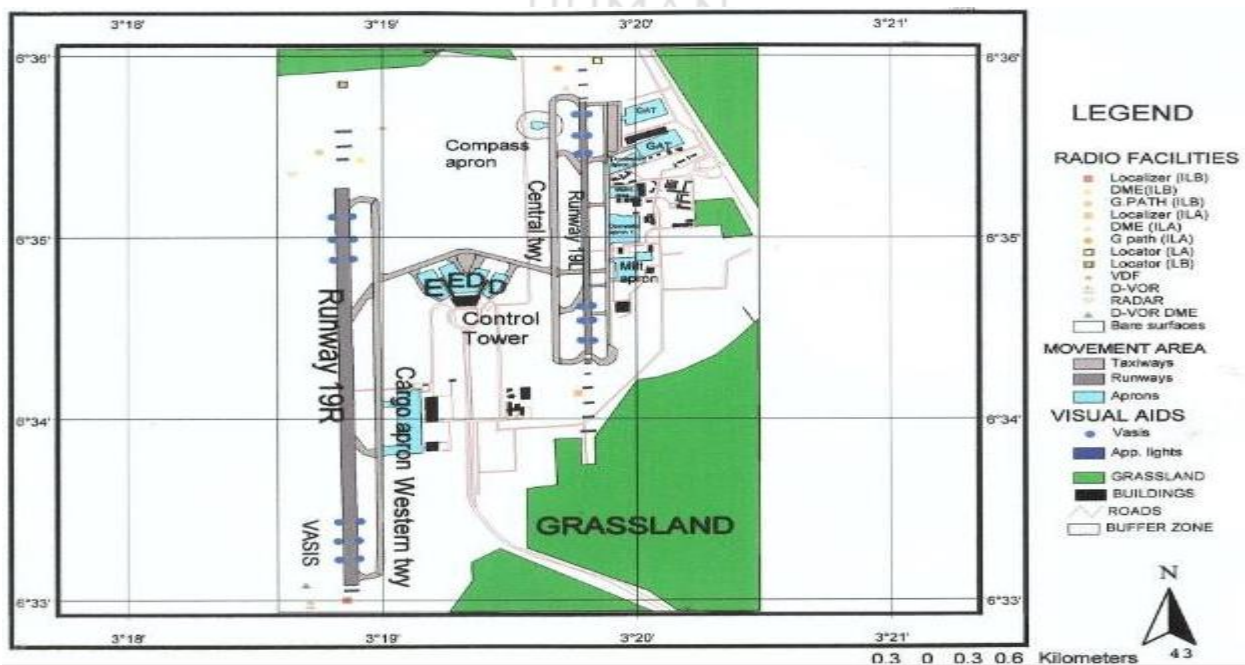 HUMAN
3°18'
3°19'
3°20'
3°21'
6°36'
6°36'
6°35'
6°35'
6°34'
6°34'
6°33'
6°33'
3°18'
3°19'
3°20'
3°21'
Compass
apron
Central twy
Runway 19L
GAT
GAT
Runway 19R
E
E
D
D
Control
Tower
Cargo apron
Western twy
VASIS
GRASSLAND
LEGEND
RADIO FACILITIES
Localizer (ILB)
DME(ILB)
G.PATH (ILB)
Localizer (ILA)
DME (ILA)
G path (ILA)
Locator (LA)
Locator (LB)
VDF
D-VOR
RADAR
D-VOR DME
Bare surfaces
MOVEMENT AREA
Taxiways
Runways
Aprons
VISUAL AIDS
Vasis
App. lights
GRASSLAND
BUILDINGS
ROADS
BUFFER ZONE
N
43
0.3 0 0.3 0.6 Kilometers